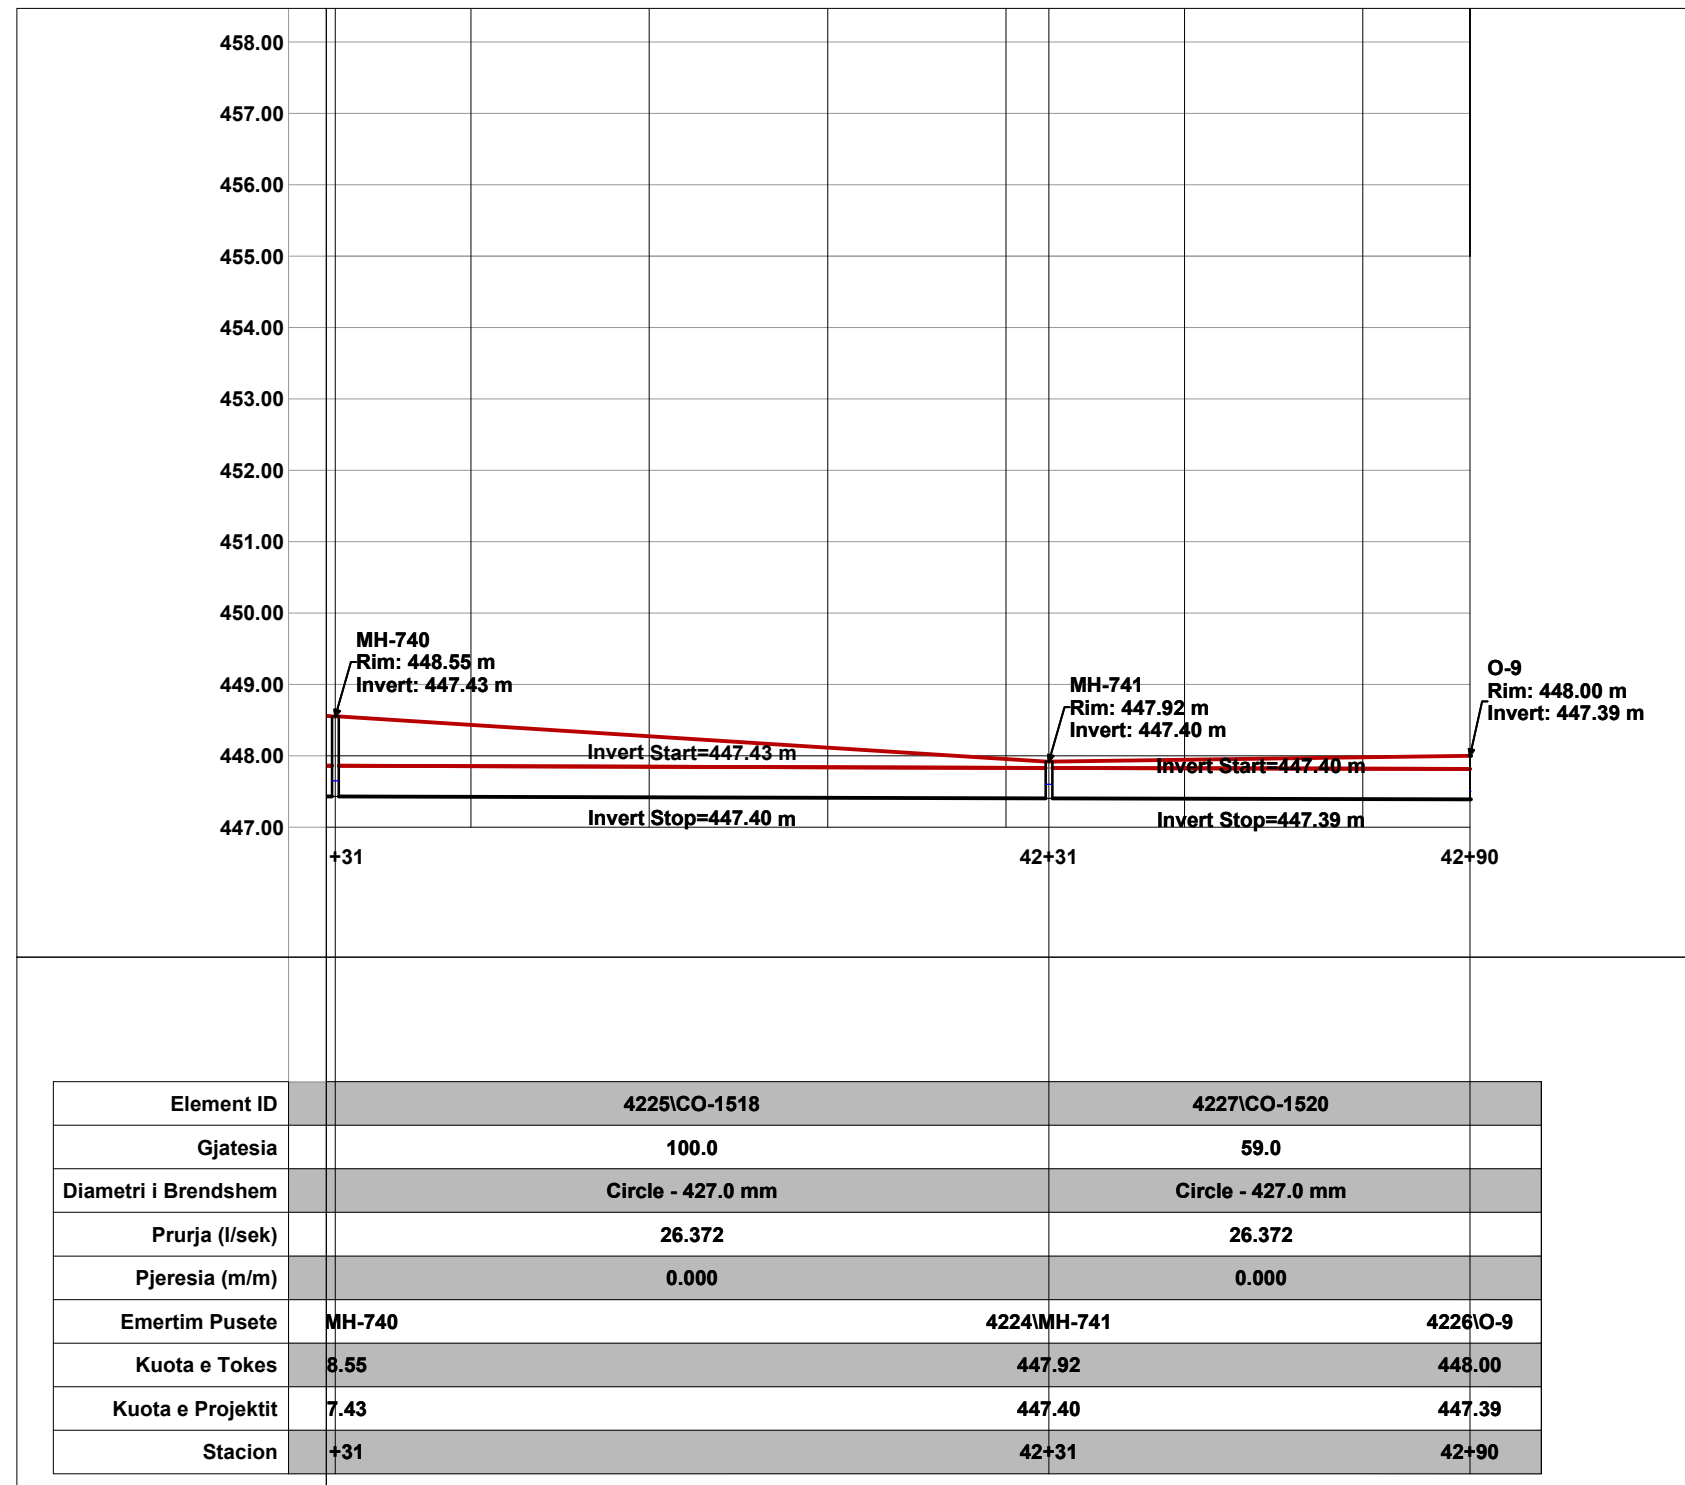 458.00
457.00
456.00
455.00
454.00
453.00
452.00
451.00
450.00
449.00
448.00
447.00
MH-740
Rim: 448.55 m
Invert: 447.43 m
MH-741
Rim: 447.92 m
Invert: 447.40 m
O-9
Rim: 448.00 m
Invert: 447.39 m
Invert Start=447.43 m
Invert Stop=447.40 m
Invert Start=447.40 m
Invert Stop=447.39 m
+31 42+31 42+90
Element ID 4225\CO-1518 4227\CO-1520
Gjatesia 100.0 59.0
Diametri i Brendshem Circle - 427.0 mm Circle - 427.0 mm
Prurja (l/sek) 26.372 26.372
Pjeresia (m/m) 0.000 0.000
Emertim Pusete MH-740 4224\MH-741 4226\O-9
Kuota e Tokes 8.55 447.92 448.00
Kuota e Projektit 7.43 447.40 447.39
Stacion +31 42+31 42+90